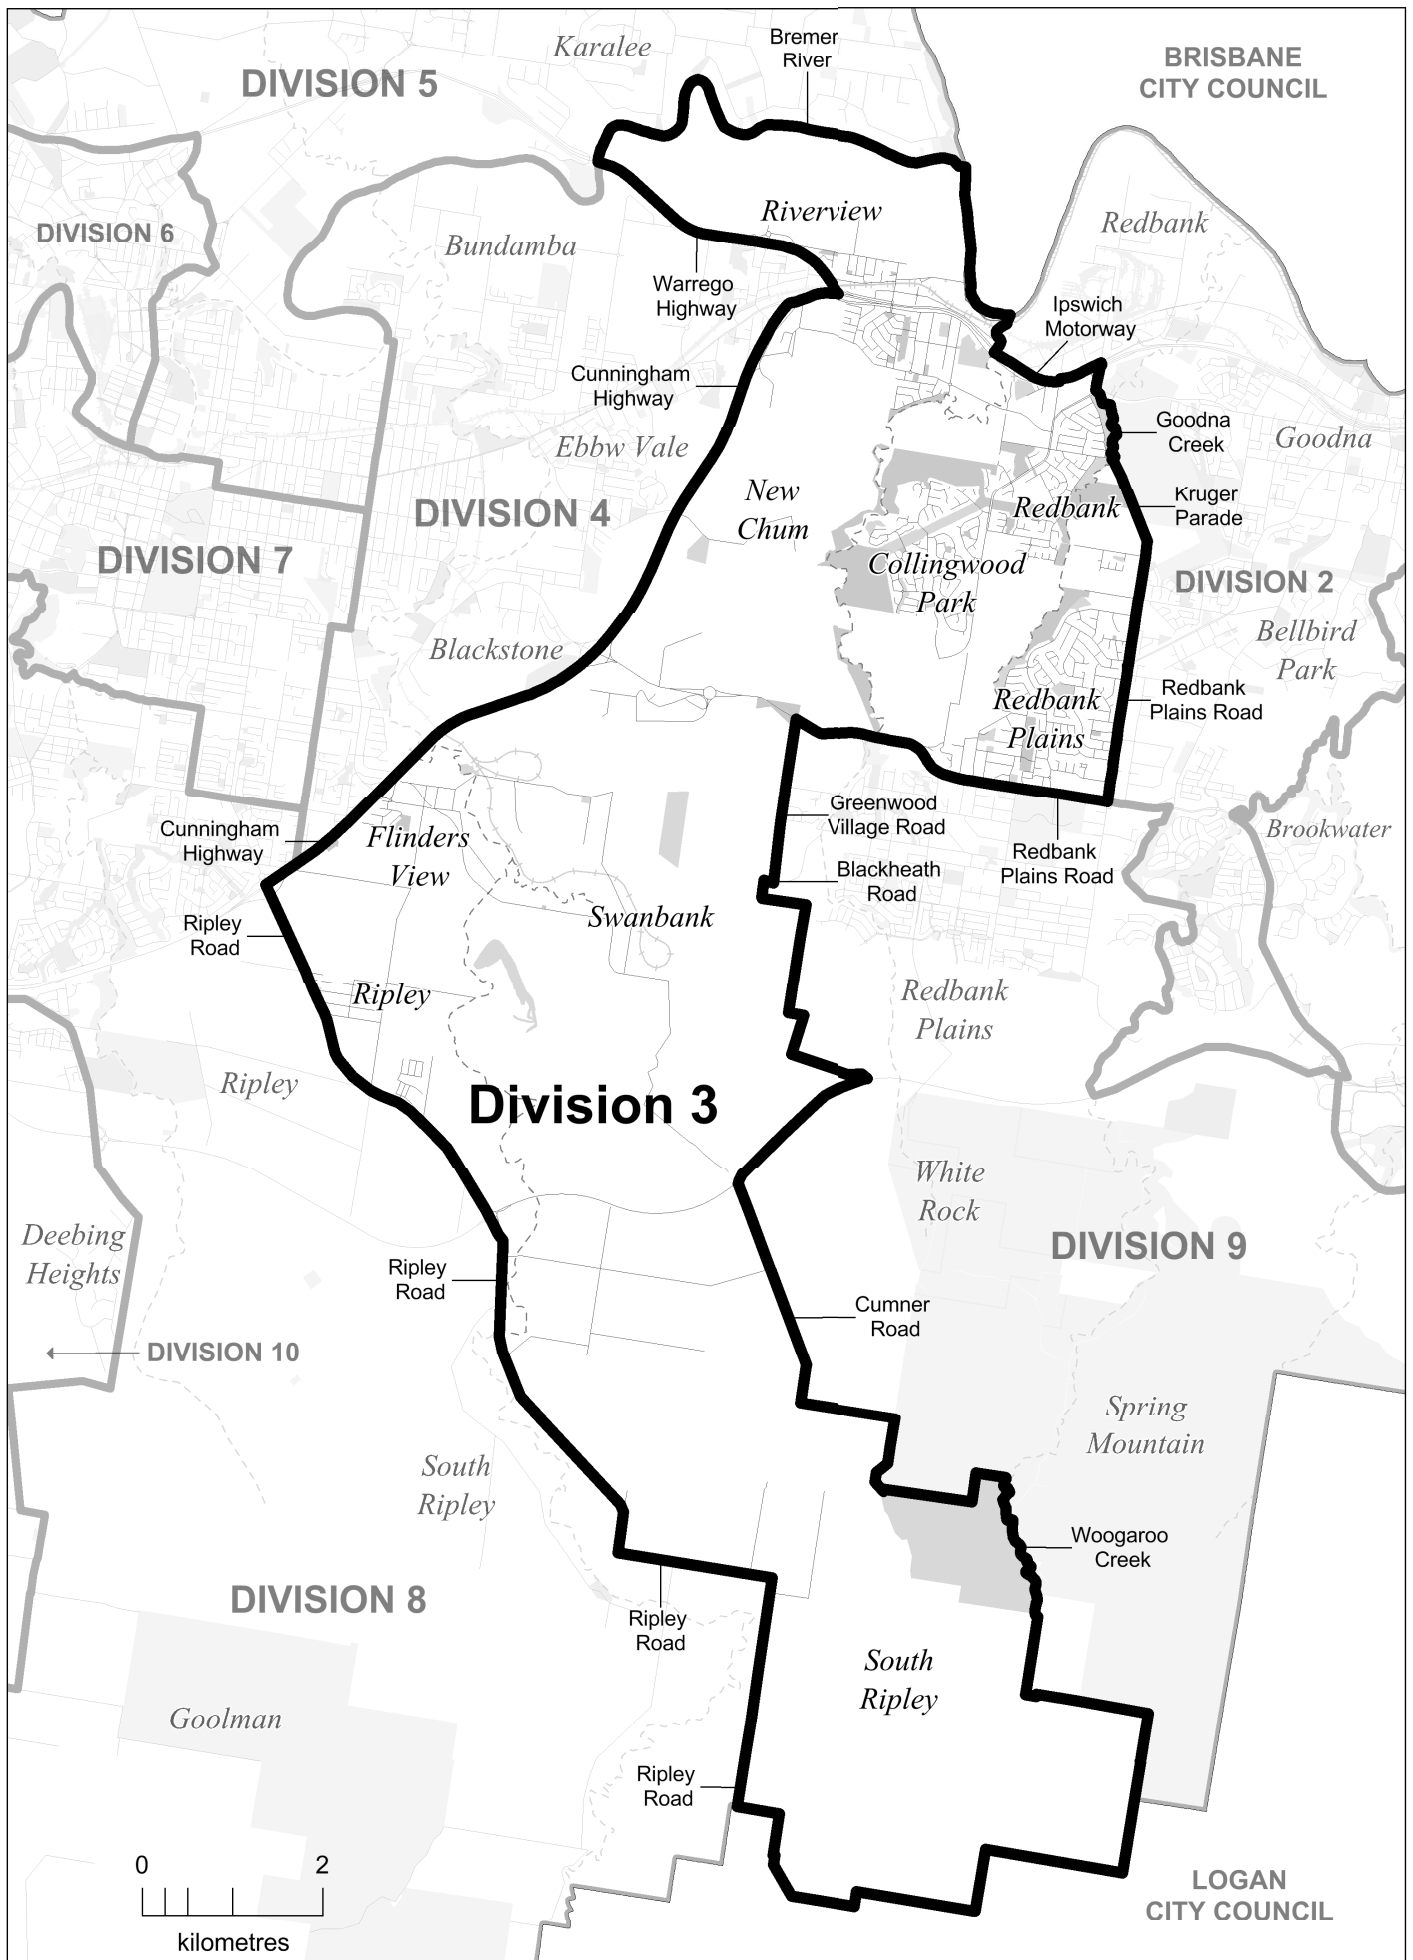 Karalee
Bremer
River
BRISBANE
CITY COUNCIL
DIVISION 5
Riverview
Redbank
DIVISION 6
Bundamba
Warrego
Highway
Ipswich
Motorway
Cunningham
Highway
Goodna
Creek
Goodna
Ebbw Vale
New
Chum
Kruger
Parade
Redbank
DIVISION 4
DIVISION 7
Collingwood
Park
DIVISION 2
Bellbird
Park
Blackstone
Redbank
Plains
Redbank
Plains Road
Greenwood
Village Road
Cunningham
Highway
Flinders
View
Brookwater
Redbank
Plains Road
Blackheath
Road
Ripley
Road
Swanbank
Ripley
Redbank
Plains
Ripley
Division 3
White
Rock
Deebing
Heights
DIVISION 9
Ripley
Road
Cumner
Road
DIVISION 10
Spring
Mountain
South
Ripley
Woogaroo
Creek
DIVISION 8
Ripley
Road
South
Ripley
Goolman
Ripley
Road
0 2
kilometres
LOGAN
CITY COUNCIL